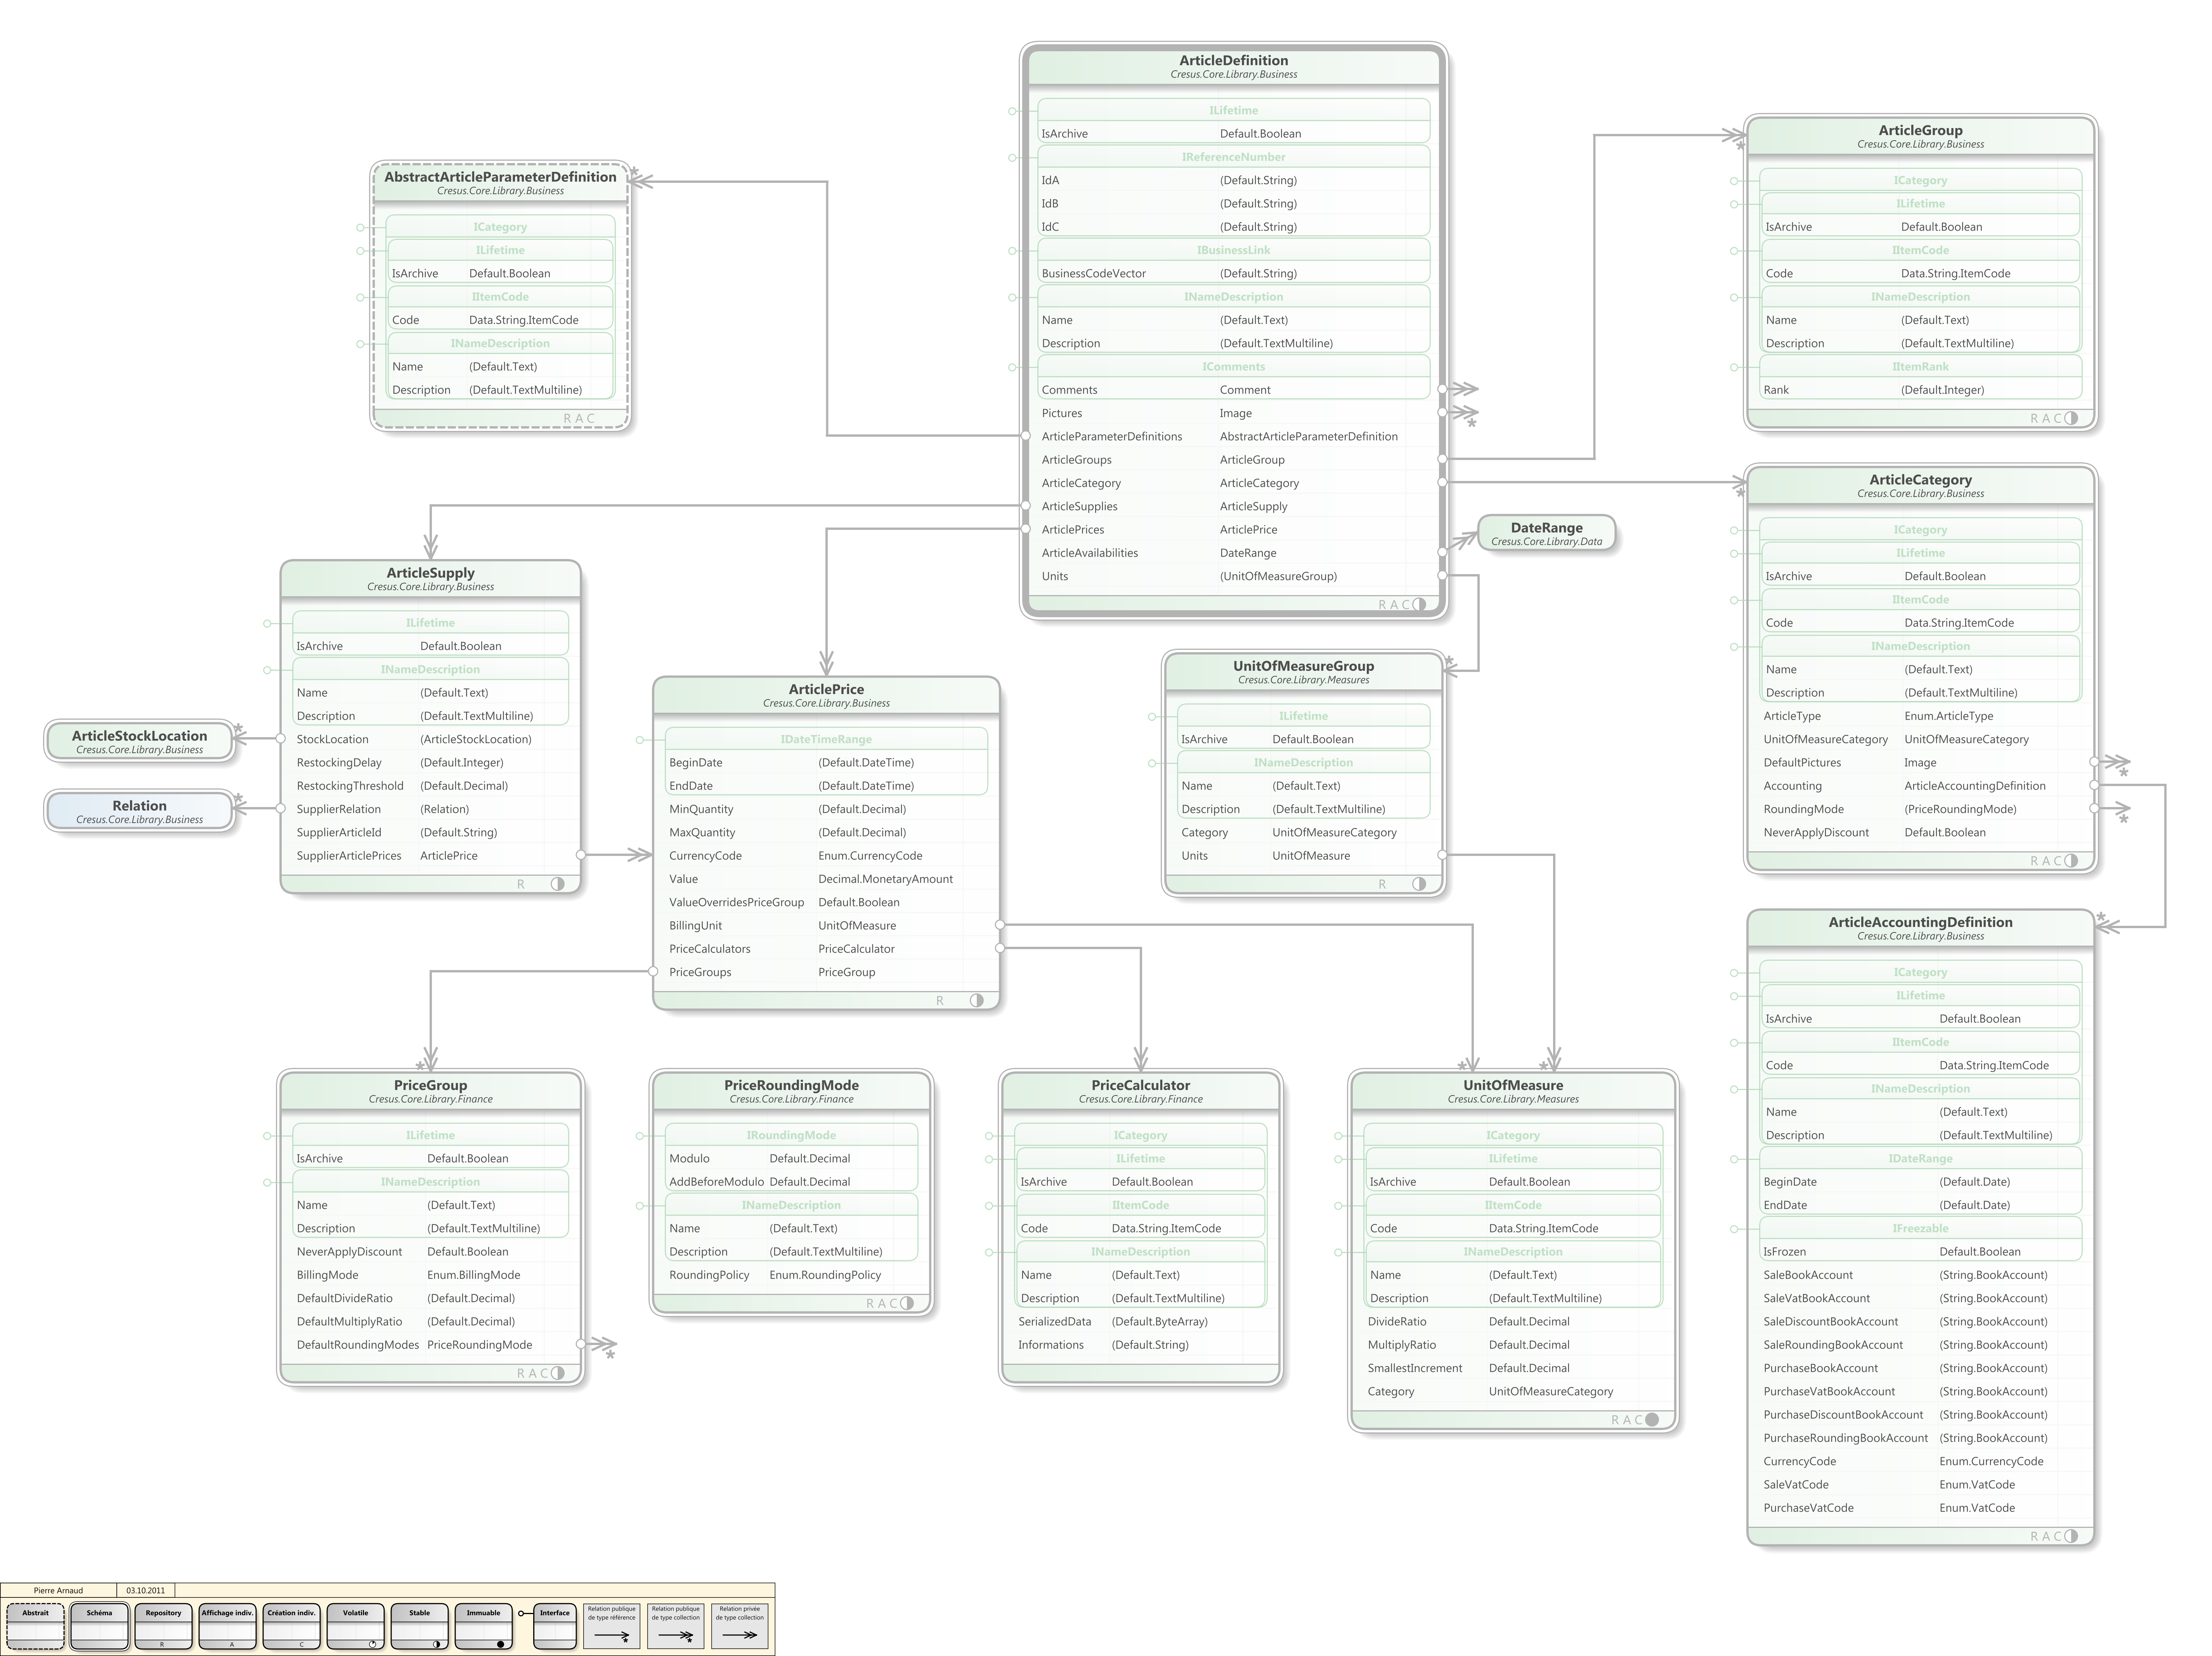 ArticleDefinition
Cresus.Core.Library.Business
ILifetime
IsArchive Default.Boolean
IReferenceNumber
IdA (Default.String)
IdB (Default.String)
IdC (Default.String)
IBusinessLink
BusinessCodeVector (Default.String)
INameDescription
Name (Default.Text)
Description (Default.TextMultiline)
IComments
Comments Comment
Pictures Image
*
ArticleParameterDefinitions AbstractArticleParameterDefinition
ArticleGroups ArticleGroup
ArticleCategory ArticleCategory
ArticleSupplies ArticleSupply
ArticlePrices ArticlePrice
ArticleAvailabilities DateRange
Units (UnitOfMeasureGroup)
R A C
ArticleGroup
Cresus.Core.Library.Business
*
ICategory
ILifetime
IsArchive Default.Boolean
IItemCode
Code Data.String.ItemCode
INameDescription
Name (Default.Text)
Description (Default.TextMultiline)
IItemRank
Rank (Default.Integer)
R A C
AbstractArticleParameterDefinition
*
Cresus.Core.Library.Business
ICategory
ILifetime
IsArchive Default.Boolean
IItemCode
Code Data.String.ItemCode
INameDescription
Name (Default.Text)
Description (Default.TextMultiline)
R A C
ArticleCategory
Cresus.Core.Library.Business
*
ICategory
ILifetime
IsArchive Default.Boolean
IItemCode
Code Data.String.ItemCode
INameDescription
Name (Default.Text)
Description (Default.TextMultiline)
ArticleType Enum.ArticleType
UnitOfMeasureCategory UnitOfMeasureCategory
DefaultPictures Image
*
Accounting ArticleAccountingDefinition
RoundingMode (PriceRoundingMode)
*
NeverApplyDiscount Default.Boolean
R A C
DateRange
Cresus.Core.Library.Data
ArticleSupply
Cresus.Core.Library.Business
ILifetime
IsArchive Default.Boolean
INameDescription
Name (Default.Text)
Description (Default.TextMultiline)
StockLocation (ArticleStockLocation)
RestockingDelay (Default.Integer)
RestockingThreshold (Default.Decimal)
SupplierRelation (Relation)
SupplierArticleId (Default.String)
SupplierArticlePrices ArticlePrice
R
ArticleStockLocation
*
Cresus.Core.Library.Business
Relation
*
Cresus.Core.Library.Business
ArticlePrice
Cresus.Core.Library.Business
IDateTimeRange
BeginDate (Default.DateTime)
EndDate (Default.DateTime)
MinQuantity (Default.Decimal)
MaxQuantity (Default.Decimal)
CurrencyCode Enum.CurrencyCode
Value Decimal.MonetaryAmount
ValueOverridesPriceGroup Default.Boolean
BillingUnit UnitOfMeasure
PriceCalculators PriceCalculator
PriceGroups PriceGroup
R
UnitOfMeasureGroup
*
Cresus.Core.Library.Measures
ILifetime
IsArchive Default.Boolean
INameDescription
Name (Default.Text)
Description (Default.TextMultiline)
Category UnitOfMeasureCategory
Units UnitOfMeasure
R
ArticleAccountingDefinition
*
Cresus.Core.Library.Business
ICategory
ILifetime
IsArchive Default.Boolean
IItemCode
Code Data.String.ItemCode
INameDescription
Name (Default.Text)
Description (Default.TextMultiline)
IDateRange
BeginDate (Default.Date)
EndDate (Default.Date)
IFreezable
IsFrozen Default.Boolean
SaleBookAccount (String.BookAccount)
SaleVatBookAccount (String.BookAccount)
SaleDiscountBookAccount (String.BookAccount)
SaleRoundingBookAccount (String.BookAccount)
PurchaseBookAccount (String.BookAccount)
PurchaseVatBookAccount (String.BookAccount)
PurchaseDiscountBookAccount (String.BookAccount)
PurchaseRoundingBookAccount (String.BookAccount)
CurrencyCode Enum.CurrencyCode
SaleVatCode Enum.VatCode
PurchaseVatCode Enum.VatCode
R A C
*
PriceGroup
Cresus.Core.Library.Finance
ILifetime
IsArchive Default.Boolean
INameDescription
Name (Default.Text)
Description (Default.TextMultiline)
NeverApplyDiscount Default.Boolean
BillingMode Enum.BillingMode
DefaultDivideRatio (Default.Decimal)
DefaultMultiplyRatio (Default.Decimal)
DefaultRoundingModes PriceRoundingMode
*
R A C
PriceRoundingMode
Cresus.Core.Library.Finance
IRoundingMode
Modulo Default.Decimal
AddBeforeModulo Default.Decimal
INameDescription
Name (Default.Text)
Description (Default.TextMultiline)
RoundingPolicy Enum.RoundingPolicy
R A C
PriceCalculator
Cresus.Core.Library.Finance
ICategory
ILifetime
IsArchive Default.Boolean
IItemCode
Code Data.String.ItemCode
INameDescription
Name (Default.Text)
Description (Default.TextMultiline)
SerializedData (Default.ByteArray)
Informations (Default.String)
* *
UnitOfMeasure
Cresus.Core.Library.Measures
ICategory
ILifetime
IsArchive Default.Boolean
IItemCode
Code Data.String.ItemCode
INameDescription
Name (Default.Text)
Description (Default.TextMultiline)
DivideRatio Default.Decimal
MultiplyRatio Default.Decimal
SmallestIncrement Default.Decimal
Category UnitOfMeasureCategory
R A C
Pierre Arnaud 03.10.2011
Abstrait
Schéma
Repository
R
Affichage indiv.
A
Création indiv.
C
Volatile
Stable
Immuable
Interface
Relation publique
de type référence
*
Relation publique
de type collection
*
Relation privée
de type collection